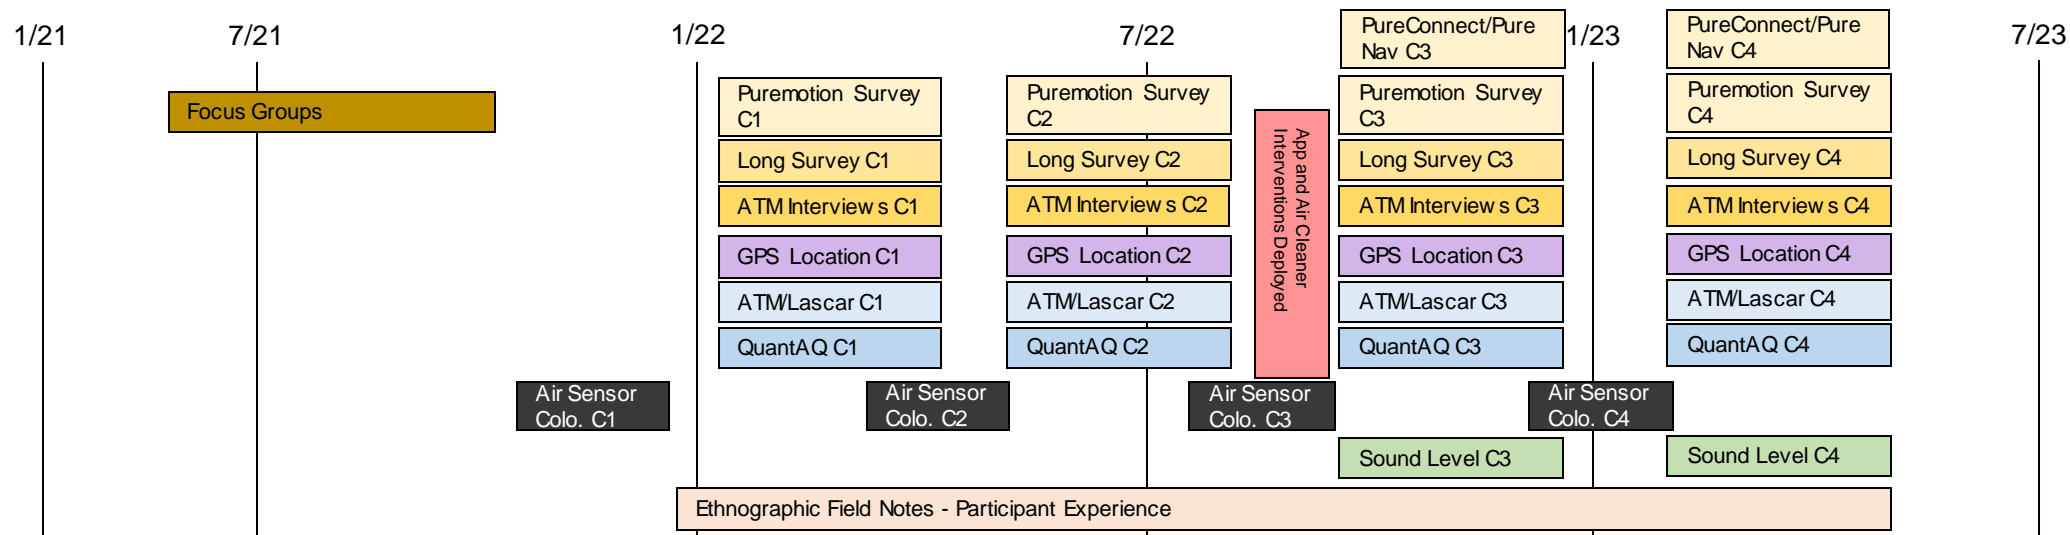 1/21
7/21
1/22
7/22
1/23
7/23
PureConnect/Pure
Nav C3
PureConnect/Pure
Nav C4
Focus Groups
Puremotion Survey
C1
Puremotion Survey
C2
Puremotion Survey
C3
Puremotion Survey
C4
App and Air Cleaner
Interventions Deployed
Long Survey C1
Long Survey C2
Long Survey C3
Long Survey C4
ATM Interviews C1
ATM Interviews C2
ATM Interviews C3
ATM Interviews C4
GPS Location C1
GPS Location C2
GPS Location C3
GPS Location C4
ATM/Lascar C1
ATM/Lascar C2
ATM/Lascar C3
ATM/Lascar C4
QuantAQ C1
QuantAQ C2
QuantAQ C3
QuantAQ C4
Air Sensor
Colo. C1
Air Sensor
Colo. C2
Air Sensor
Colo. C3
Air Sensor
Colo. C4
Sound Level C3
Sound Level C4
Ethnographic Field Notes - Participant Experience